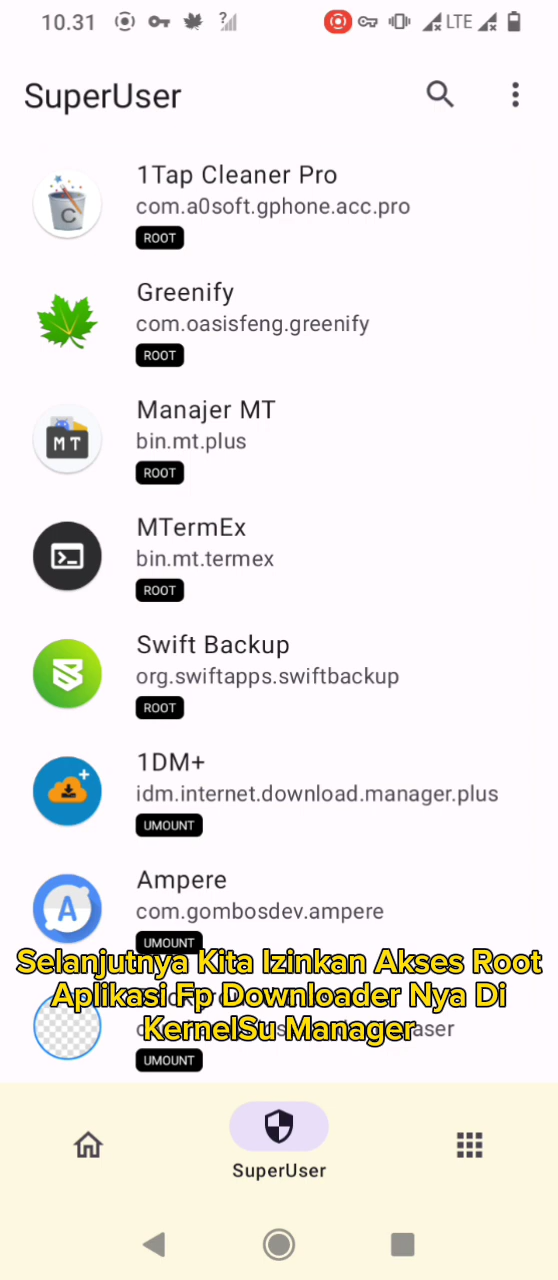 10.31
LTE
SuperUser
1Tap Cleaner Pro
com.a0soft.gphone.acc.pro
ROOT
Greenify
com.oasisfeng.greenify
ROOT
Manajer MT
bin.mt.plus
ROOT
MTermEx
bin.mt.termex
ROOT
Swift Backup
org.swiftapps.swiftbackup
ROOT
1DM+
idm.internet.download.manager.plus
UMOUNT
Ampere
com.gombosdev.ampere
UMOUNT
Selanjutnya Kita Izinkan Akses Root
Aplikasi Fp Downloader Nya Di
KernelSu Manager
UMOUNT
SuperUser